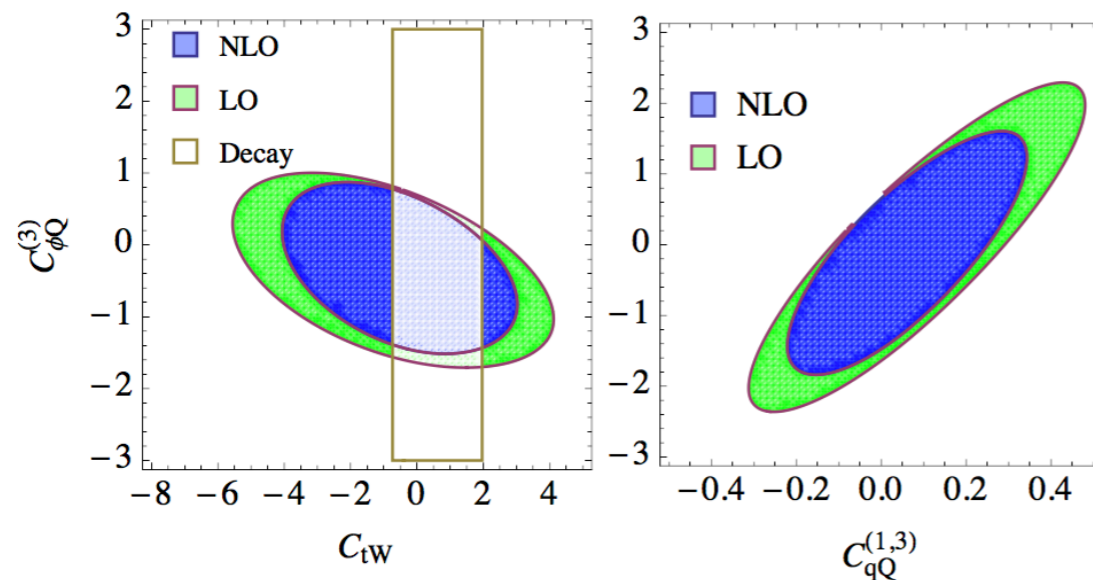 3
2
1
0
−1
−2
−3
NLO
LO
Decay
C_{ϕQ}^{(3)}
−8 −6 −4 −2 0 2 4
C_{tW}
3
2
1
0
−1
−2
−3
NLO
LO
−0.4 −0.2 0.0 0.2 0.4
C_{qQ}^{(1,3)}